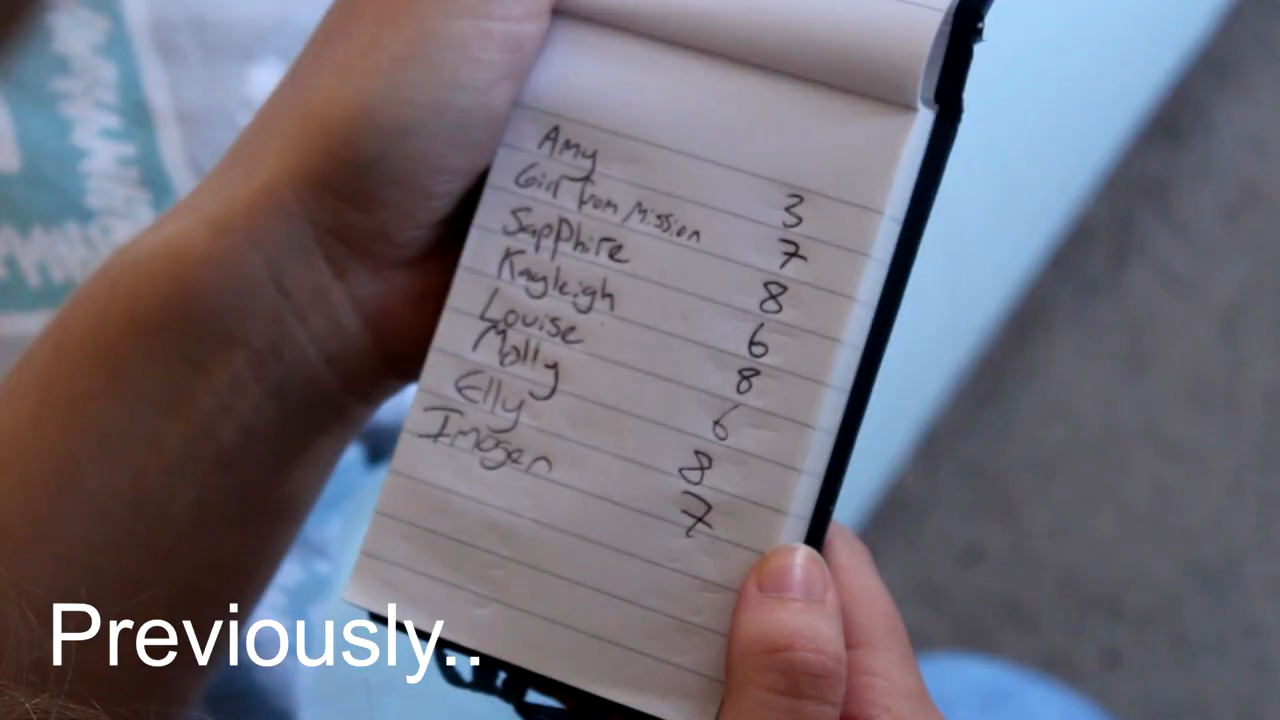 Amy 3
Girl from Mission 7
Sapphire 8
Kayleigh 6
Louise 8
Molly 6
Elly 8
Imogen 7
Previously..